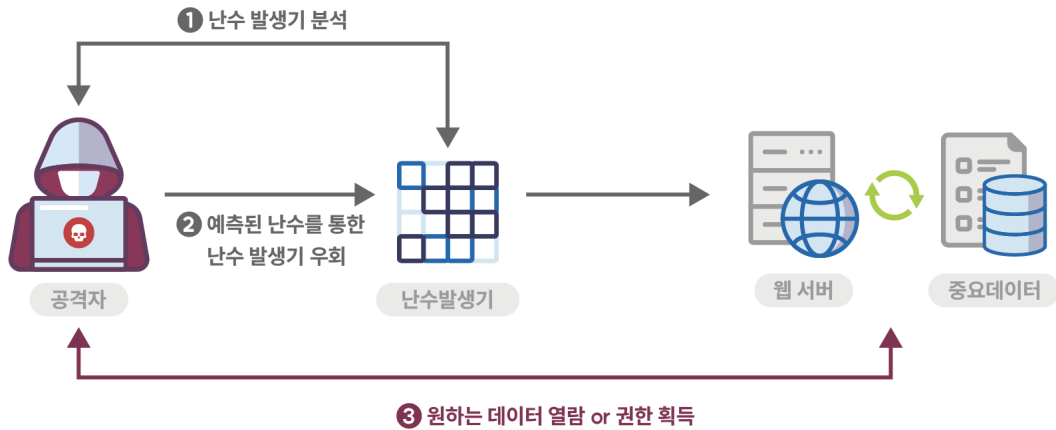 ❶ 난수 발생기 분석
❷ 예측된 난수를 통한
난수 발생기 우회
공격자
난수발생기
웹 서버
중요데이터
❸ 원하는 데이터 열람 or 권한 획득